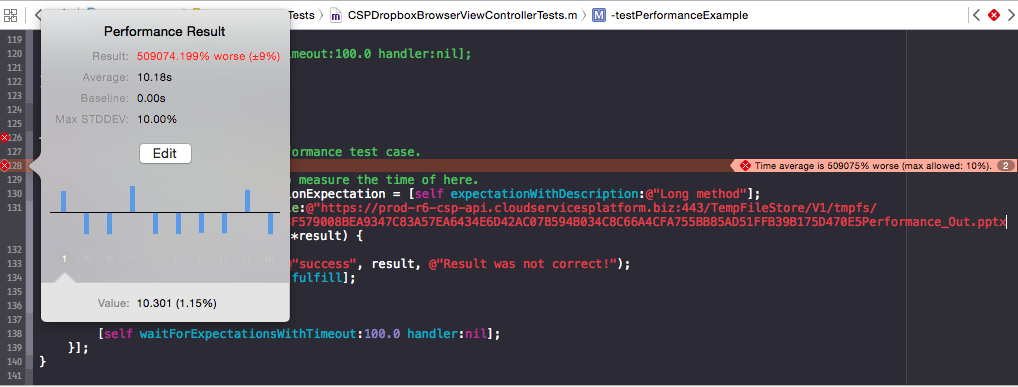 Tests
CSPDropboxBrowserViewControllerTests.m
M -testPerformanceExample
Performance Result
Result: 509074.199% worse (±9%)
Average: 10.18s
Baseline: 0.00s
Max STDDEV: 10.00%
Edit
1
Value: 10.301 (1.15%)
119
120 meout:100.0 handler:nil];
121
122
123
124
125
126
127 ormance test case.
128 Time average is 509075% worse (max allowed: 10%). 2
129 measure the time of here.
130 ionExpectation = [self expectationWithDescription:@"Long method"];
131 e:@"https://prod-r6-csp-api.cloudservicesplatform.biz:443/TempFileStore/V1/tmpfs/
F579008BEA9347C83A57EA6434E6D42AC07B594B034C8C66A4CFA755BB85AD51FFB39B175D470E5Performance_Out.pptx
*result) {
132
133 @"success", result, @"Result was not correct!");
134 fulfill];
135
136
137
138 [self waitForExpectationsWithTimeout:100.0 handler:nil];
139 }];
140 }
141